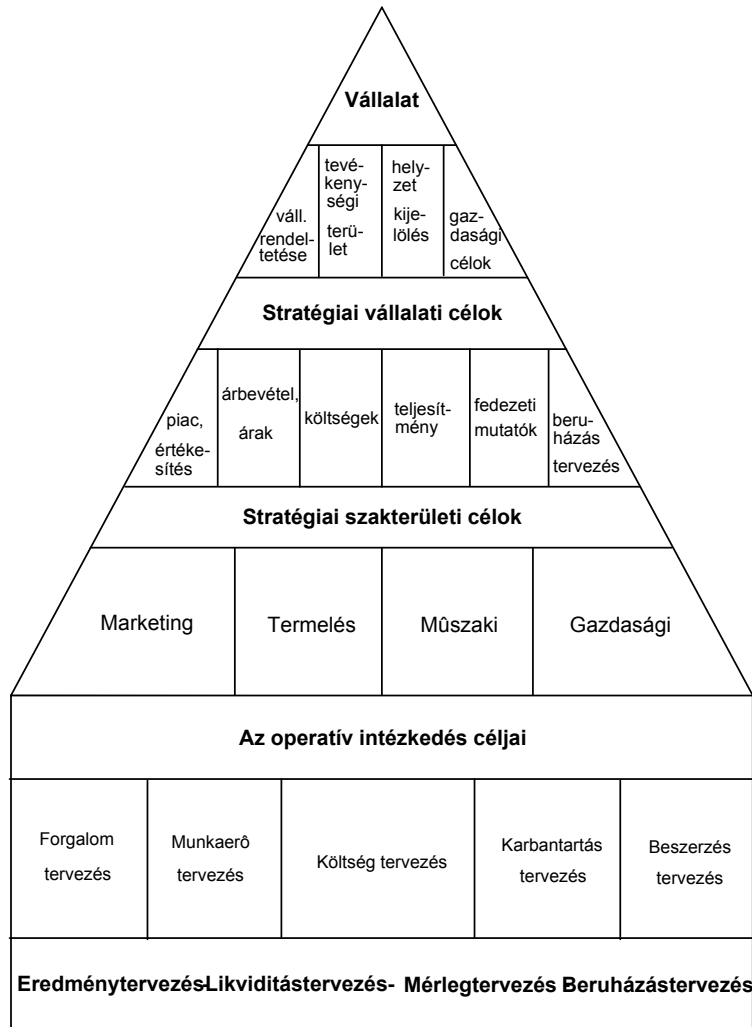 Vállalat
váll.
rendel-
tetése
tevé-
keny-
ségi
terü-
let
hely-
zet
kije-
lölés
gaz-
dasági
célok
Stratégiai vállalati célok
piac,
értéke-
sítés
árbevétel,
árak
költségek
teljesít-
mény
fedezeti
mutatók
beru-
házás
tervezés
Stratégiai szakterületi célok
Marketing
Termelés
Mûszaki
Gazdasági
Az operatív intézkedés céljai
Forgalom
tervezés
Munkaerô
tervezés
Költség tervezés
Karbantartás
tervezés
Beszerzés
tervezés
Eredménytervezés-Likviditástervezés- Mérlegtervezés Beruházástervezés